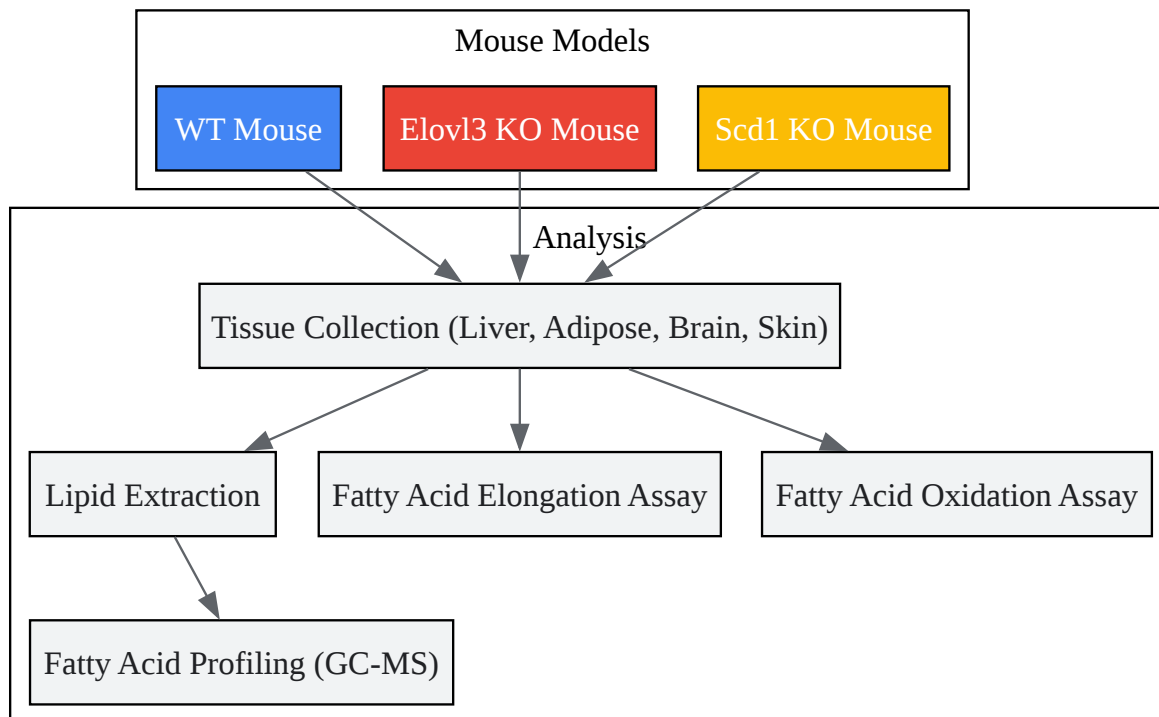 Mouse Models
WT Mouse
Elovl3 KO Mouse
Scd1 KO Mouse
Analysis
Tissue Collection (Liver, Adipose, Brain, Skin)
Lipid Extraction
Fatty Acid Elongation Assay
Fatty Acid Oxidation Assay
Fatty Acid Profiling (GC-MS)